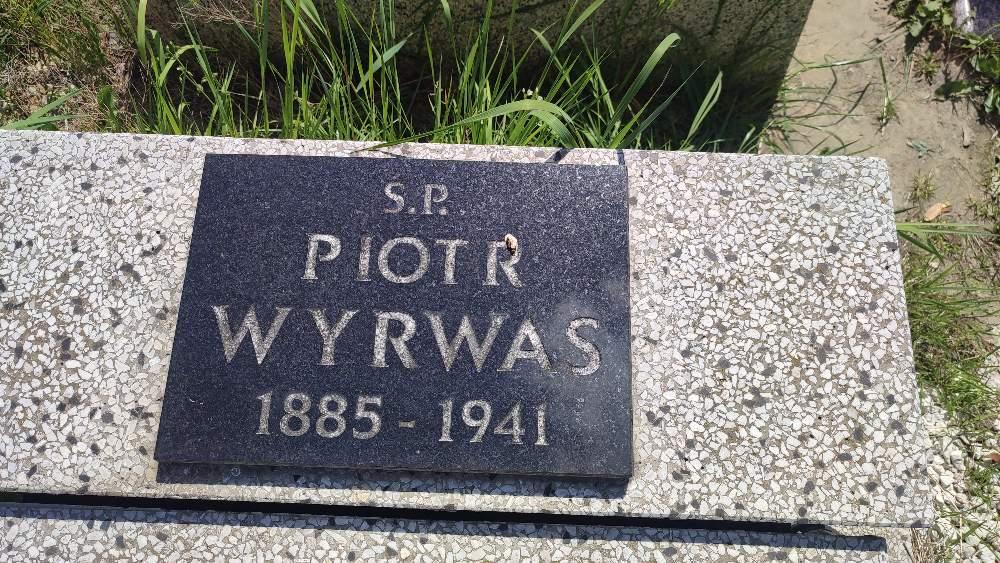 S.P.
PIOTR
WYRWAS
1885 - 1941